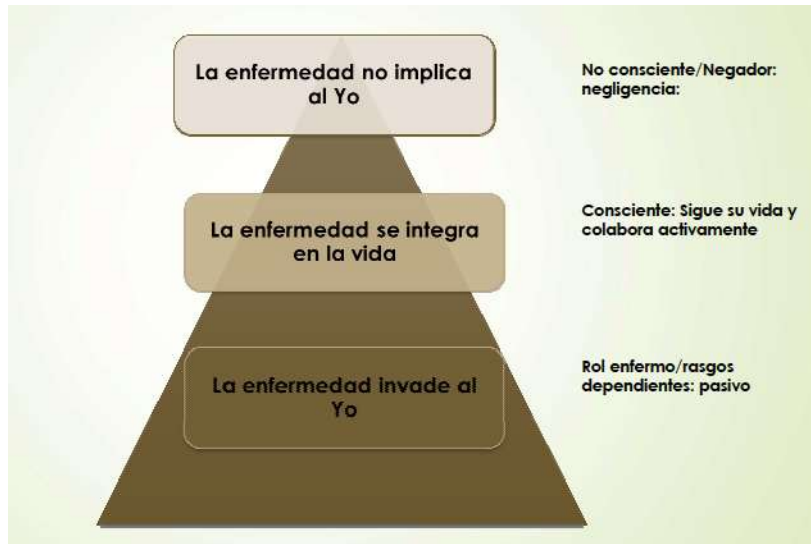 La enfermedad no implica
al Yo
No consciente/Negador:
negligencia:
La enfermedad se integra
en la vida
Consciente: Sigue su vida y
colabora activamente
La enfermedad invade al
Yo
Rol enfermo/rasgos
dependientes: pasivo